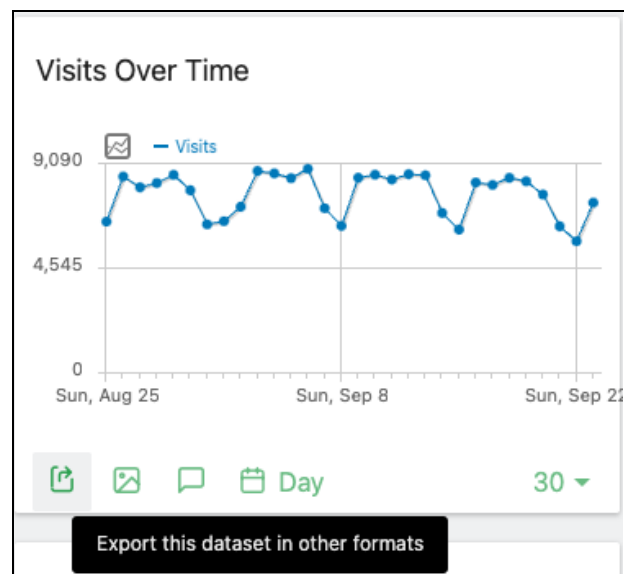 Visits Over Time
Visits
9,090
4,545
0
Sun, Aug 25 Sun, Sep 8 Sun, Sep 22
Day 30
Export this dataset in other formats